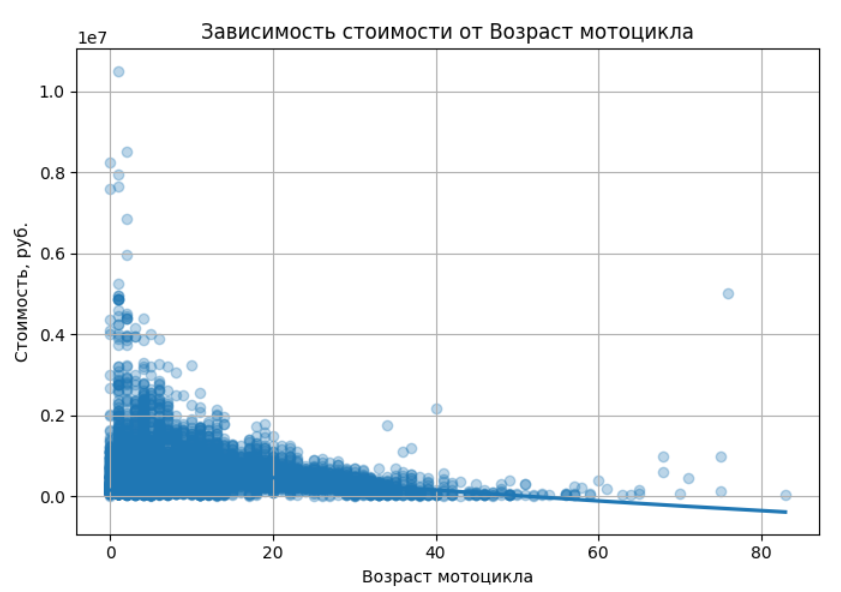 Зависимость стоимости от Возраст мотоцикла
1e7
1.0
0.8
0.6
0.4
0.2
0.0
Стоимость, руб.
0 20 40 60 80
Возраст мотоцикла